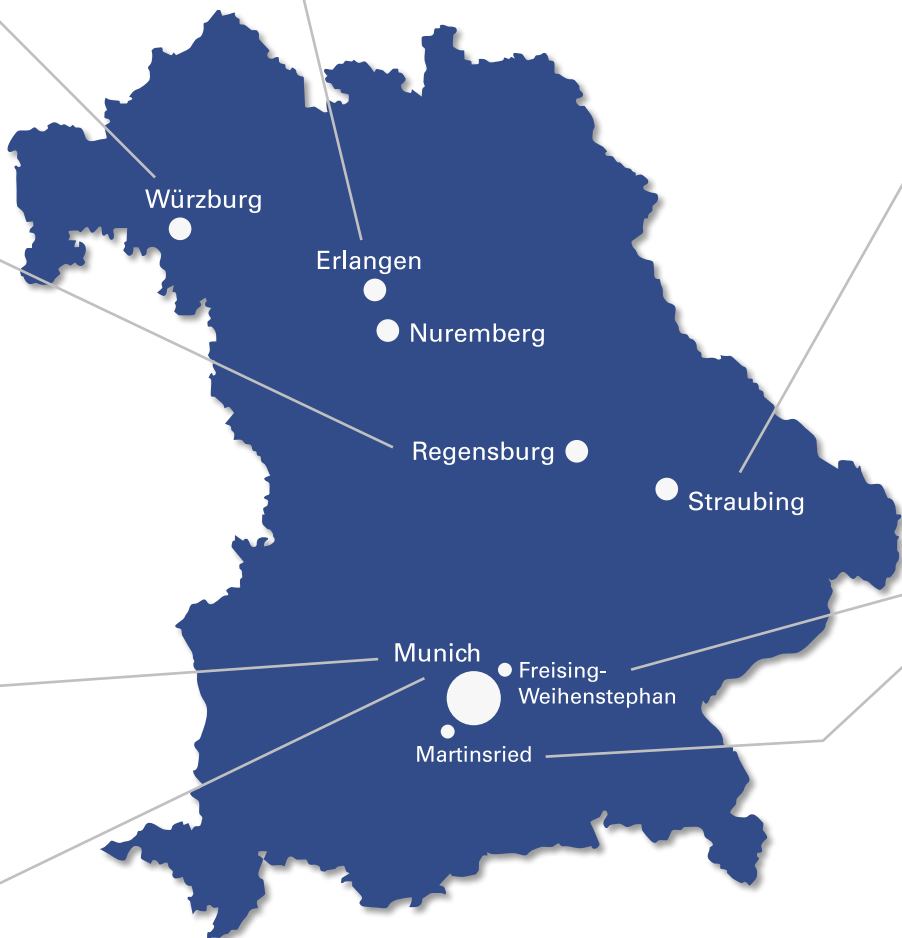 Würzburg
Erlangen
Nuremberg
Regensburg
Straubing
Munich
Freising-
Weihenstephan
Martinsried